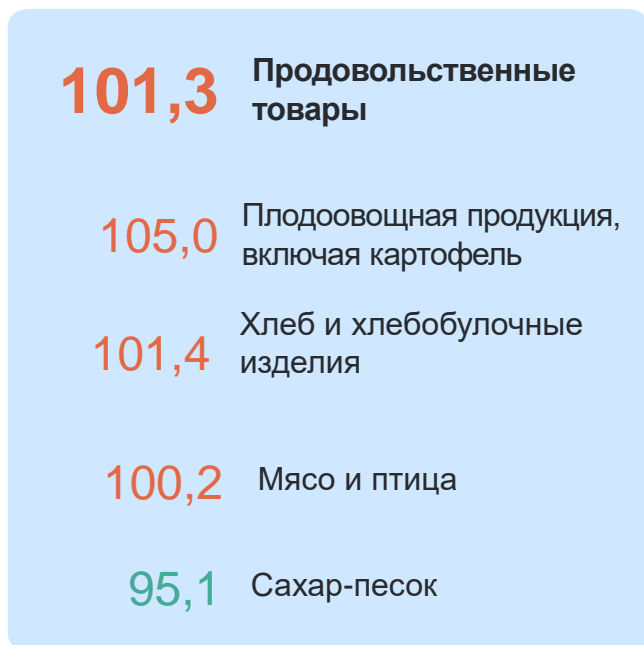 101,3 Продовольственные
товары
105,0 Плодоовощная продукция,
включая картофель
101,4 Хлеб и хлебобулочные
изделия
100,2 Мясо и птица
95,1 Сахар-песок